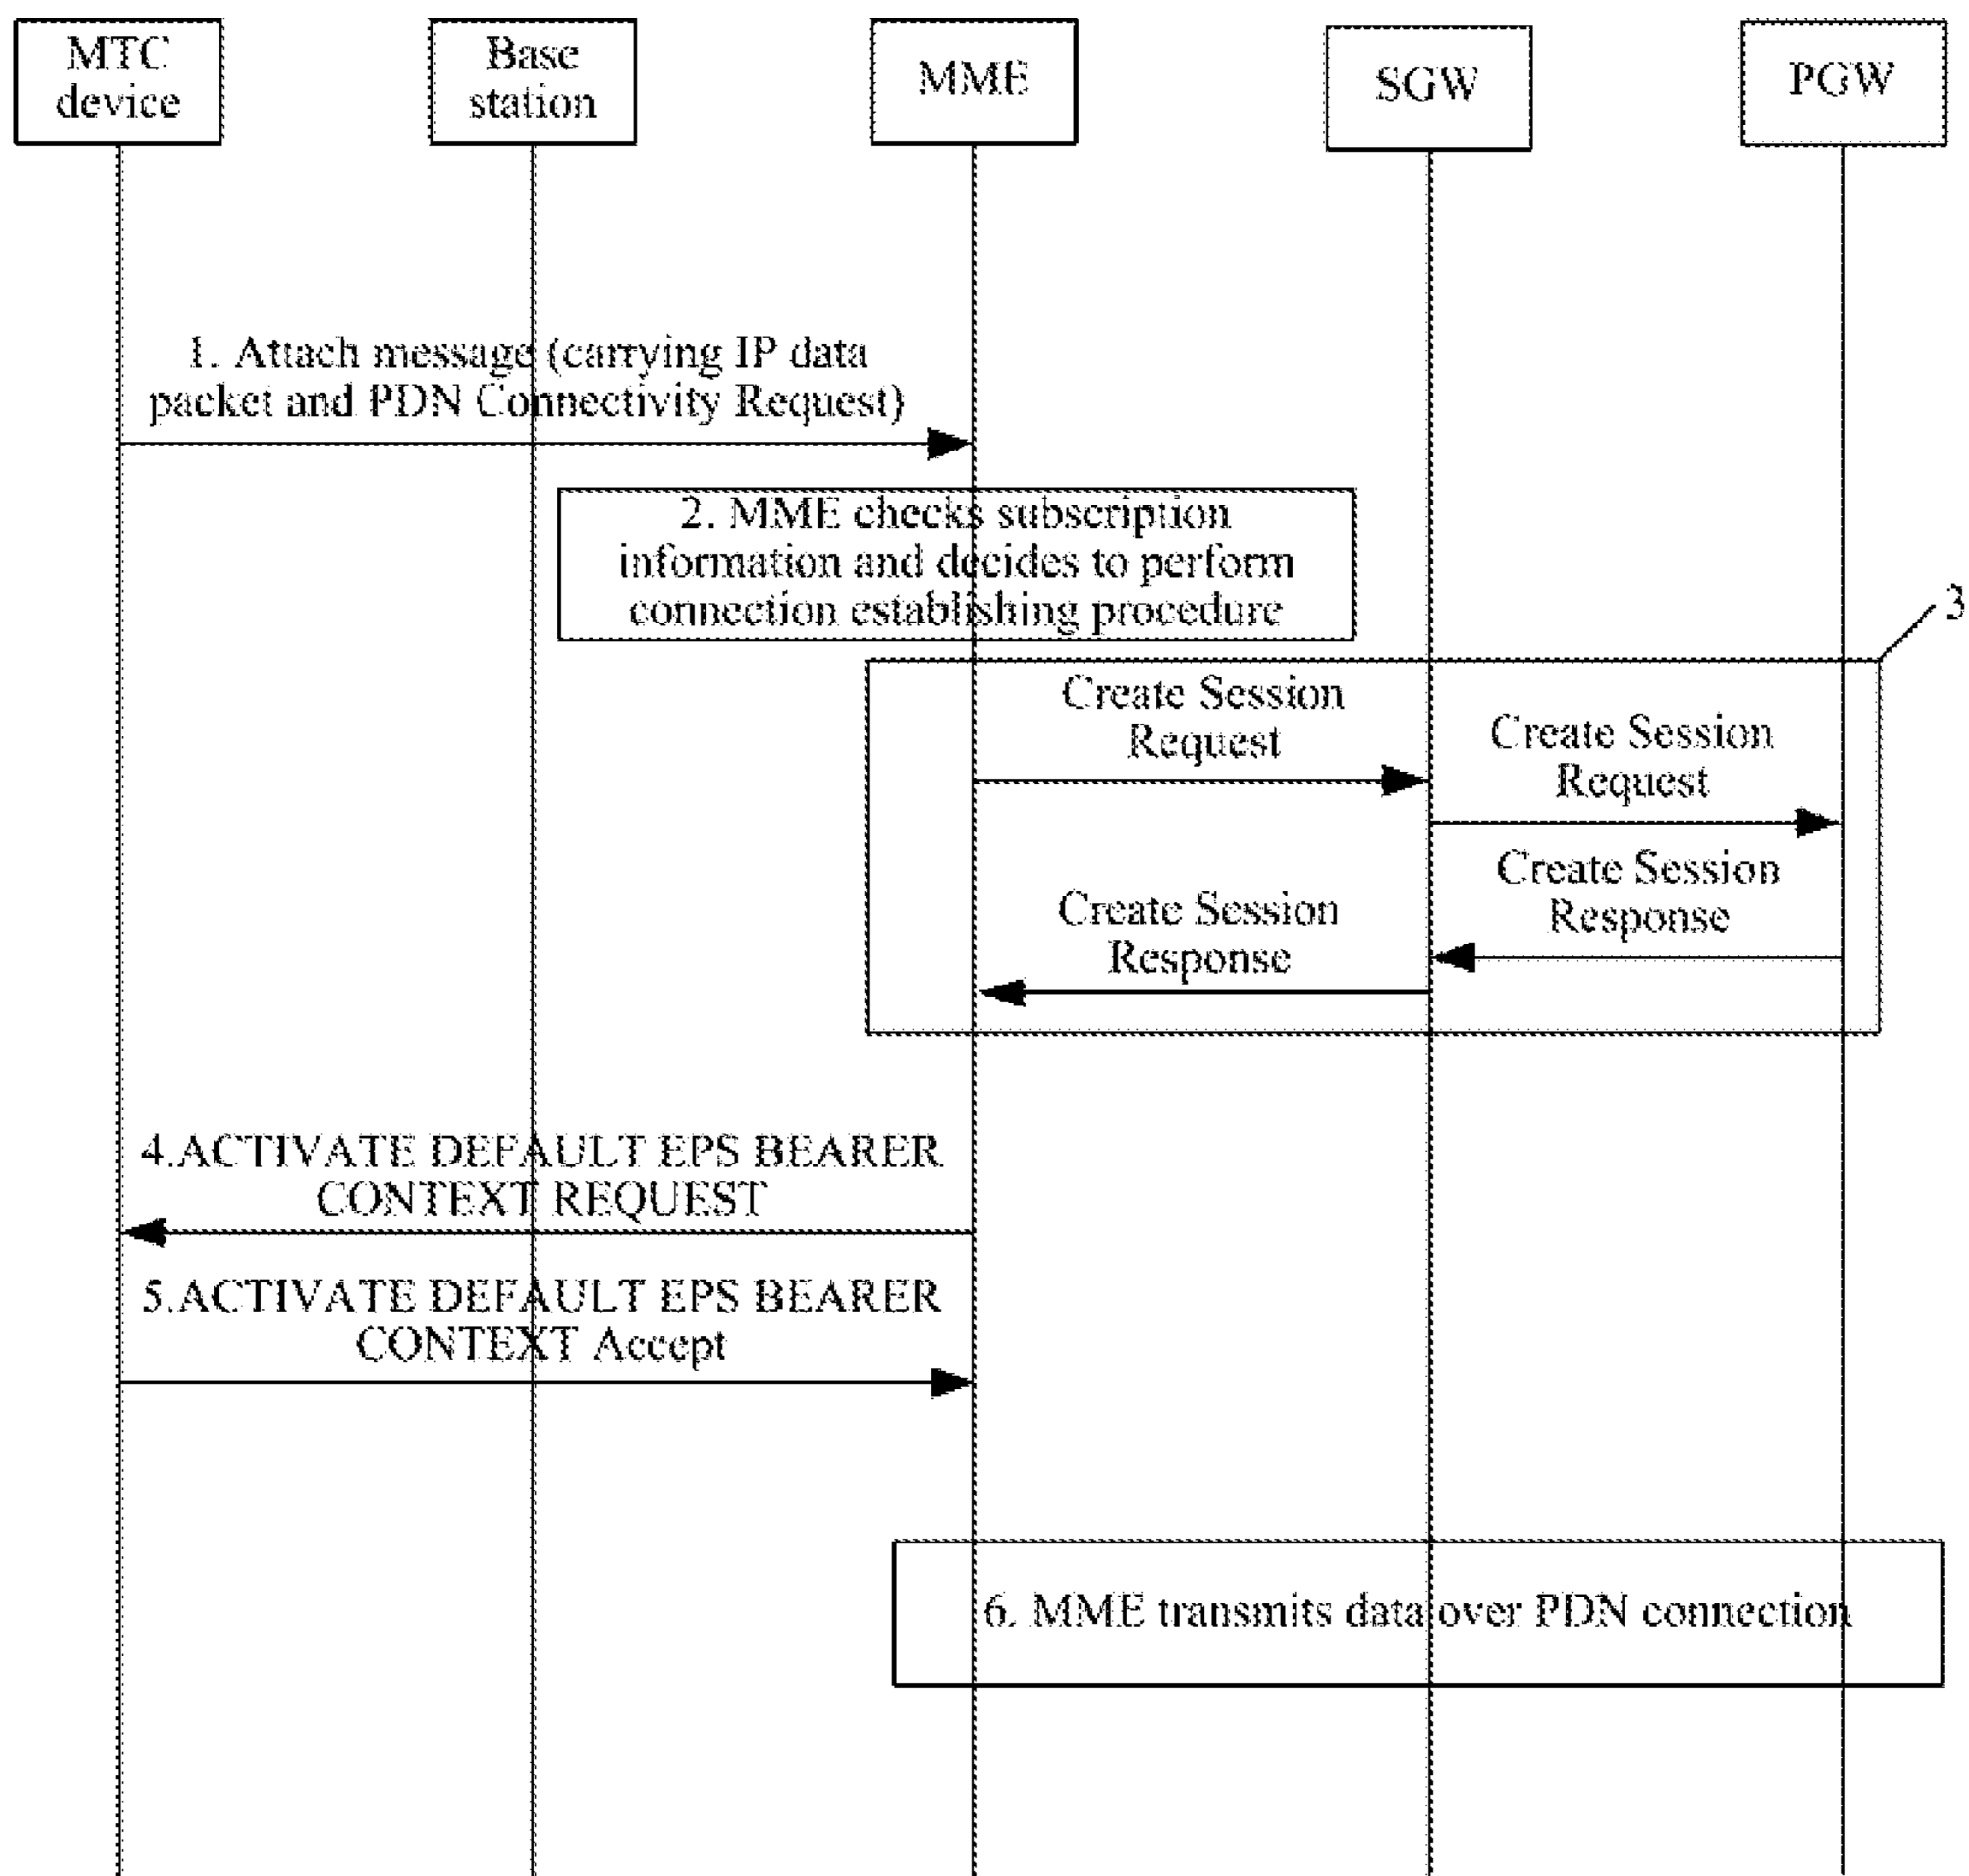 MTC
device
Base
station
MME
SGW
PGW
1. Attach message (carrying IP data
packet and PDN Connectivity Request)
2. MME checks subscription
information and decides to perform
connection establishing procedure
3
Create Session
Request
Create Session
Request
Create Session
Response
Create Session
Response
4.ACTIVATE DEFAULT EPS BEARER
CONTEXT REQUEST
5.ACTIVATE DEFAULT EPS BEARER
CONTEXT Accept
6. MME transmits data over PDN connection